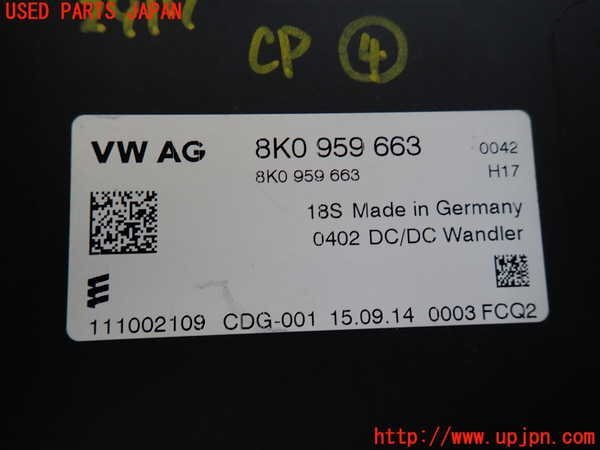 USED PARTS JAPAN
CP ④
VW AG 8K0 959 663 0042
8K0 959 663 H17
18S Made in Germany
0402 DC/DC Wandler
111002109 CDG-001 15.09.14 0003 FCQ2
https://www.upjpn.com